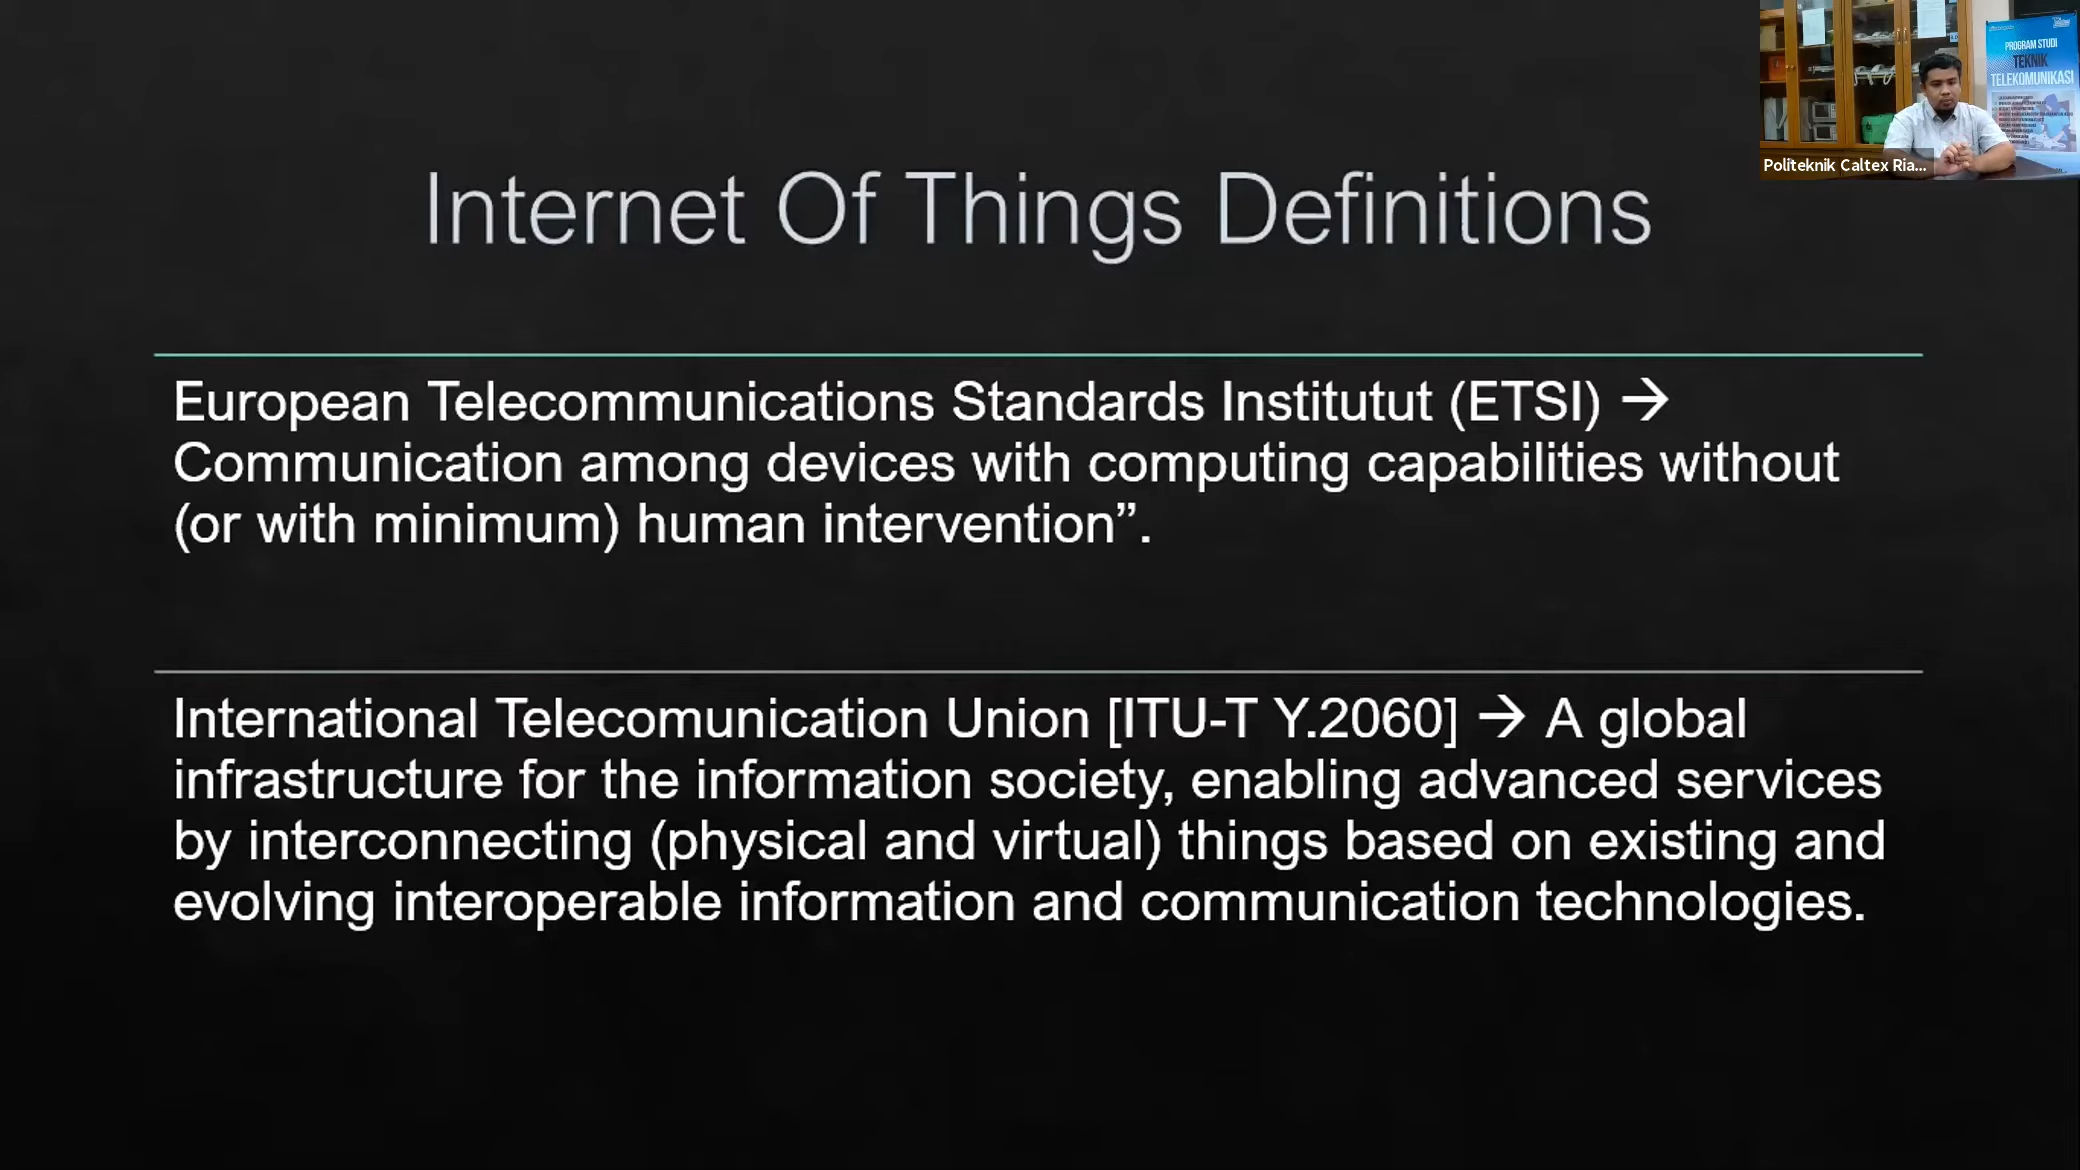 PROGRAM STUDI
TEKNIK
TELEKOMUNIKASI
Politeknik Caltex Ria...
Internet Of Things Definitions
European Telecommunications Standards Institutut (ETSI) →
Communication among devices with computing capabilities without
(or with minimum) human intervention”.
International Telecomunication Union [ITU-T Y.2060] → A global
infrastructure for the information society, enabling advanced services
by interconnecting (physical and virtual) things based on existing and
evolving interoperable information and communication technologies.